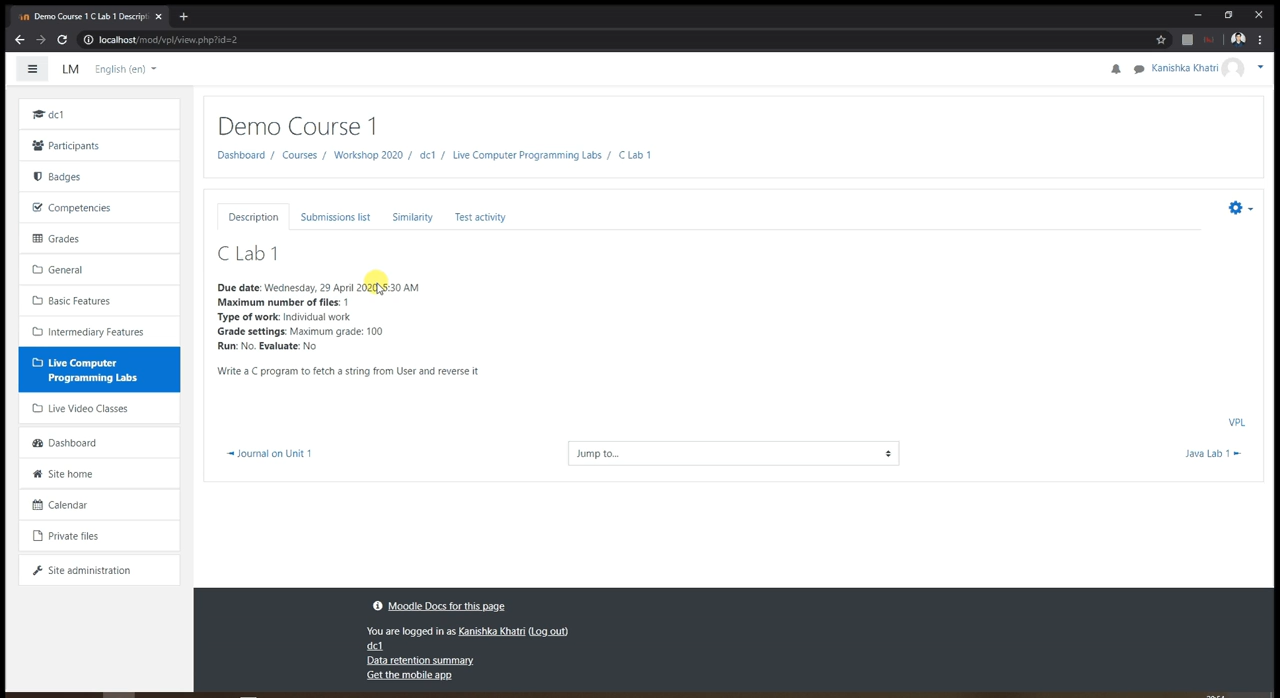 Demo Course 1 C Lab 1 Descripti
localhost/mod/vpl/view.php?id=2
LM English (en) Kanishka Khatri
dc1
Participants
Badges
Competencies
Grades
General
Basic Features
Intermediary Features
Live Computer
Programming Labs
Live Video Classes
Dashboard
Site home
Calendar
Private files
Site administration
Demo Course 1
Dashboard / Courses / Workshop 2020 / dc1 / Live Computer Programming Labs / C Lab 1
Description Submissions list Similarity Test activity
C Lab 1
Due date: Wednesday, 29 April 2020, 5:30 AM
Maximum number of files: 1
Type of work: Individual work
Grade settings: Maximum grade: 100
Run: No. Evaluate: No
Write a C program to fetch a string from User and reverse it
VPL
◄ Journal on Unit 1 Jump to... Java Lab 1 ►
Moodle Docs for this page
You are logged in as Kanishka Khatri (Log out)
dc1
Data retention summary
Get the mobile app